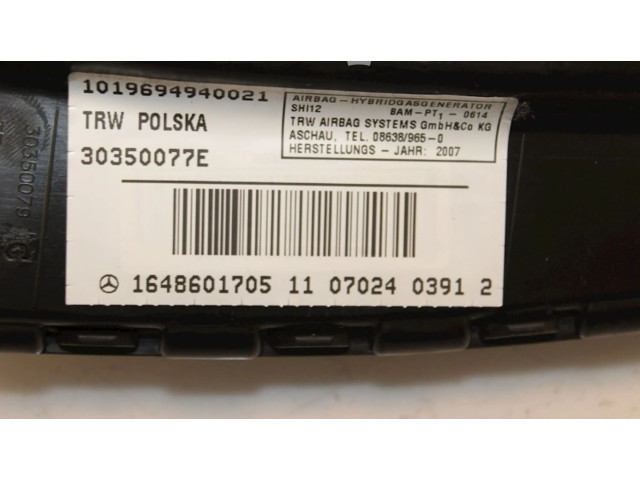 1019694940021
TRW POLSKA
30350077E
AIRBAG-HYBRIDGASGENERATOR
SHI12 BAM-PT1-0614
TRW AIRBAG SYSTEMS GmbH&Co KG
ASCHAU, TEL. 08638/965-0
HERSTELLUNGS-JAHR: 2007
1648601705 11 07024 0391 2
30350079